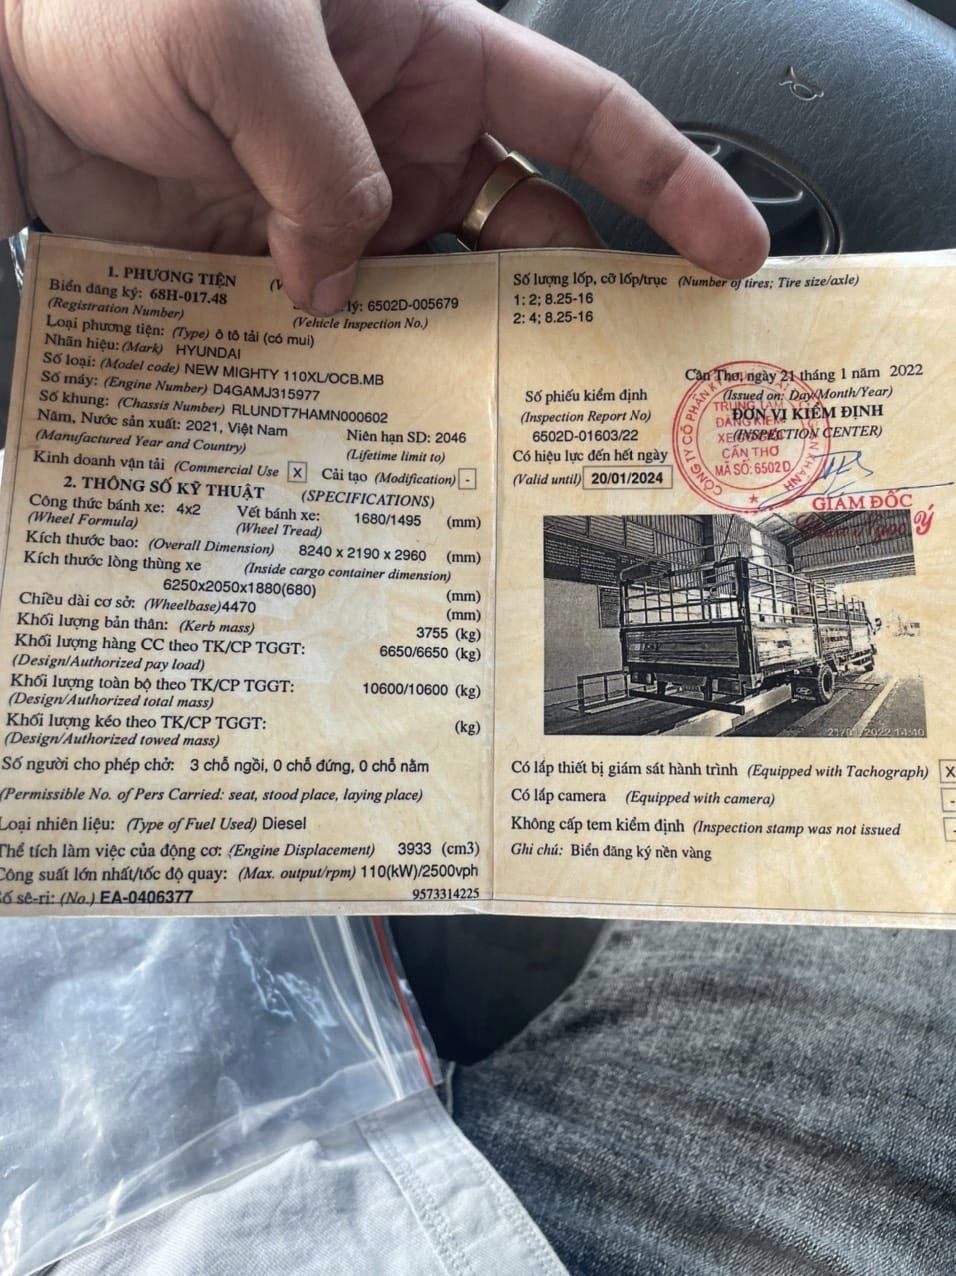 1. PHƯƠNG TIỆN
Biển đăng ký: 68H-017.48
(Registration Number)
lý: 6502D-005679
(Vehicle Inspection No.)
Loại phương tiện: (Type) ô tô tải (có mui)
Nhãn hiệu: (Mark) HYUNDAI
Số loại: (Model code) NEW MIGHTY 110XL/OCB.MB
Số máy: (Engine Number) D4GAMJ315977
Số khung: (Chassis Number) RLUNDT7HAMN000602
Năm, Nước sản xuất: 2021, Việt Nam
(Manufactured Year and Country)
Niên hạn SD: 2046
(Lifetime limit to)
Kinh doanh vận tải (Commercial Use X Cải tạo (Modification) -
2. THÔNG SỐ KỸ THUẬT (SPECIFICATIONS)
Công thức bánh xe: 4x2 Vết bánh xe: 1680/1495 (mm)
(Wheel Formula) (Wheel Tread)
Kích thước bao: (Overall Dimension) 8240 x 2190 x 2960 (mm)
Kích thước lòng thùng xe (Inside cargo container dimension)
6250x2050x1880(680) (mm)
Chiều dài cơ sở: (Wheelbase) 4470 (mm)
Khối lượng bản thân: (Kerb mass) 3755 (kg)
Khối lượng hàng CC theo TK/CP TGGT: 6650/6650 (kg)
(Design/Authorized pay load)
Khối lượng toàn bộ theo TK/CP TGGT: 10600/10600 (kg)
(Design/Authorized total mass)
Khối lượng kéo theo TK/CP TGGT: (kg)
(Design/Authorized towed mass)
Số người cho phép chở: 3 chỗ ngồi, 0 chỗ đứng, 0 chỗ nằm
(Permissible No. of Pers Carried: seat, stood place, laying place)
Loại nhiên liệu: (Type of Fuel Used) Diesel
Thể tích làm việc của động cơ: (Engine Displacement) 3933 (cm3)
Công suất lớn nhất/tốc độ quay: (Max. output/rpm) 110(kW)/2500vph
Số sê-ri: (No.) EA-0406377 9573314225
Số lượng lốp, cỡ lốp/trục (Number of tires; Tire size/axle)
1; 2; 8.25-16
2: 4; 8.25-16
Cần Thơ, ngày 21 tháng 1 năm 2022
(Issued on: Day/Month/Year)
ĐƠN VỊ KIỂM ĐỊNH
(INSPECTION CENTER)
Số phiếu kiểm định
(Inspection Report No)
6502D-01603/22
Có hiệu lực đến hết ngày
(Valid until) 20/01/2024
TRUNG TÂM
ĐĂNG KIỂM
CẦN THƠ
MÃ SỐ: 6502D
GIÁM ĐỐC
21/01/2022 14:40
Có lắp thiết bị giám sát hành trình (Equipped with Tachograph) X
Có lắp camera (Equipped with camera) -
Không cấp tem kiểm định (Inspection stamp was not issued -
Ghi chú: Biển đăng ký nền vàng